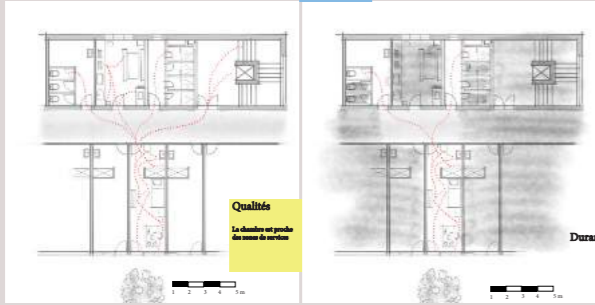 Qualités
La chambre est proche
des zones de services
1 2 3 4 5 m
Duran
1 2 3 4 5 m